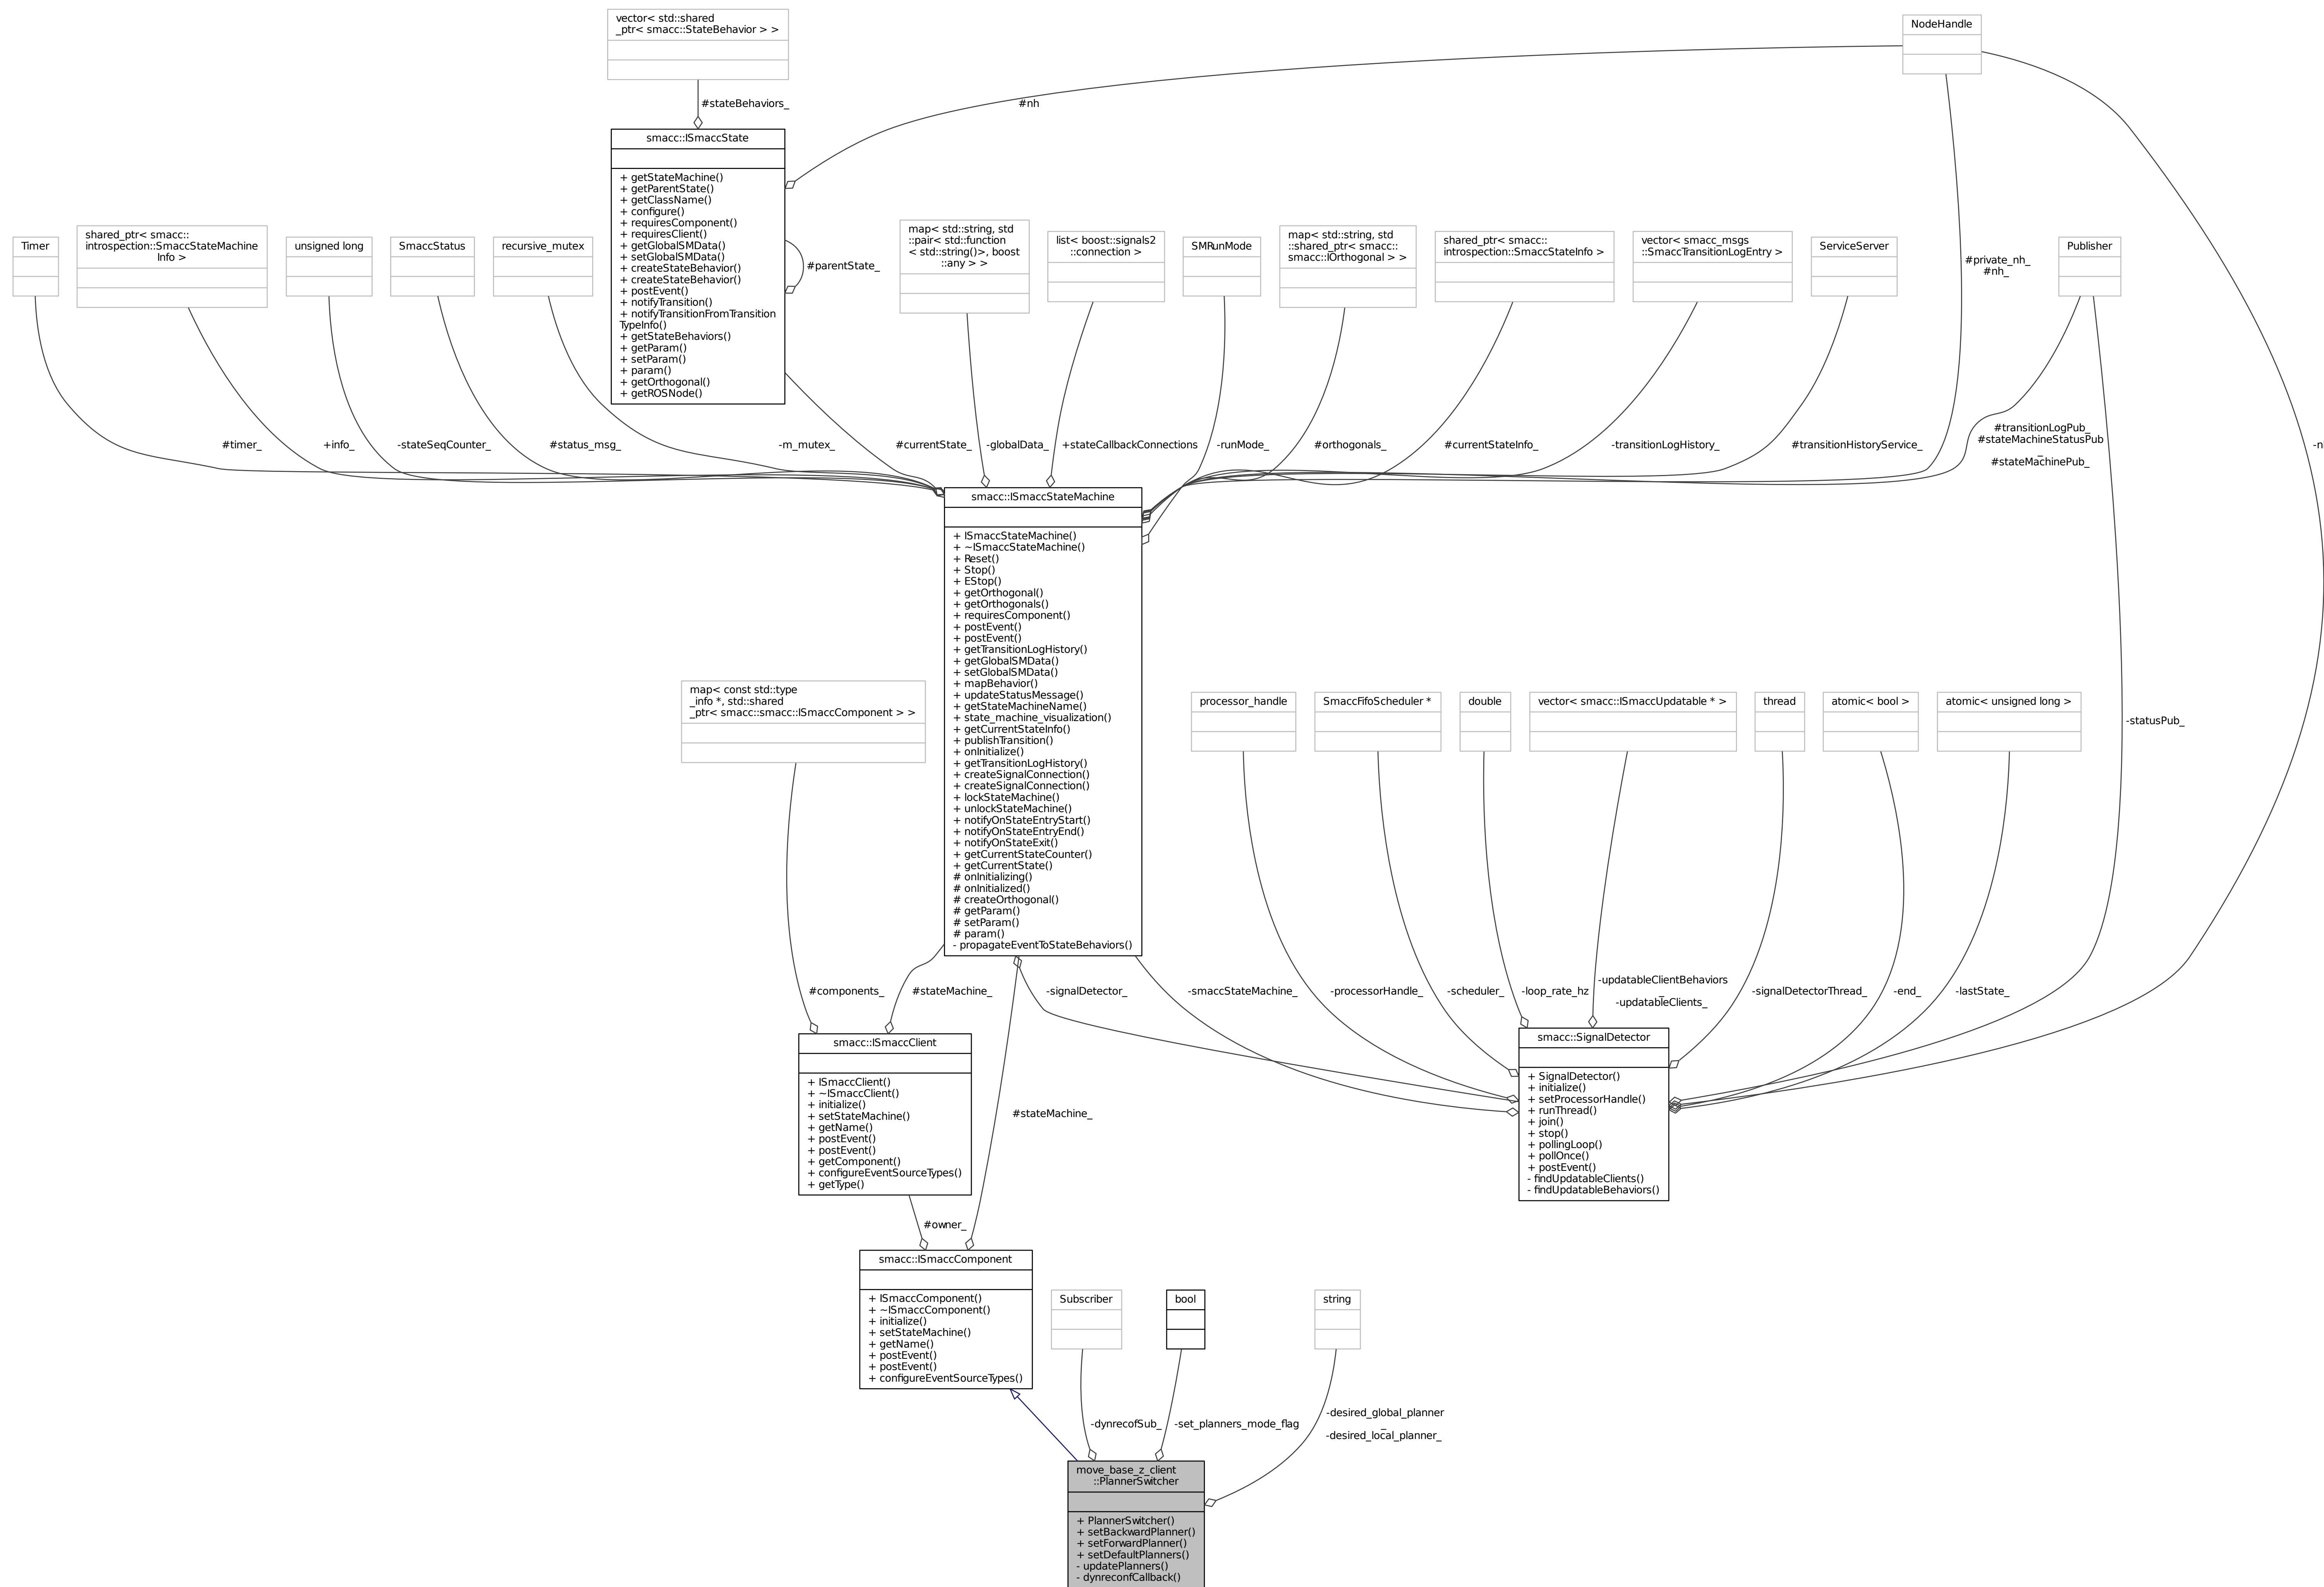 vector< std::shared
_ptr< smacc::StateBehavior > >
NodeHandle
#stateBehaviors_
#nh
smacc::ISmaccState
+ getStateMachine()
+ getParentState()
+ getClassName()
+ configure()
+ requiresComponent()
+ requiresClient()
+ getGlobalSMData()
+ setGlobalSMData()
+ createStateBehavior()
+ createStateBehavior()
+ postEvent()
+ notifyTransition()
+ notifyTransitionFromTransition
TypeInfo()
+ getStateBehaviors()
+ getParam()
+ setParam()
+ param()
+ getOrthogonal()
+ getROSNode()
#parentState_
Timer
shared_ptr< smacc::
introspection::SmaccStateMachine
Info >
unsigned long
SmaccStatus
recursive_mutex
map< std::string, std
::pair< std::function
< std::string()>, boost
::any > >
list< boost::signals2
::connection >
SMRunMode
map< std::string, std
::shared_ptr< smacc::
smacc::IOrthogonal > >
shared_ptr< smacc::
introspection::SmaccStateInfo >
vector< smacc_msgs
::SmaccTransitionLogEntry >
ServiceServer
#private_nh_
#nh_
Publisher
#timer_
+info_
-stateSeqCounter_
#status_msg_
-m_mutex_
#currentState_
-globalData_
+stateCallbackConnections
-runMode_
#orthogonals_
#currentStateInfo_
-transitionLogHistory_
#transitionHistoryService_
#transitionLogPub_
#stateMachineStatusPub
_
#stateMachinePub_
-n
smacc::ISmaccStateMachine
+ ISmaccStateMachine()
+ ~ISmaccStateMachine()
+ Reset()
+ Stop()
+ EStop()
+ getOrthogonal()
+ getOrthogonals()
+ requiresComponent()
+ postEvent()
+ postEvent()
+ getTransitionLogHistory()
+ getGlobalSMData()
+ setGlobalSMData()
+ mapBehavior()
+ updateStatusMessage()
+ getStateMachineName()
+ state_machine_visualization()
+ getCurrentStateInfo()
+ publishTransition()
+ onInitialize()
+ getTransitionLogHistory()
+ createSignalConnection()
+ createSignalConnection()
+ lockStateMachine()
+ unlockStateMachine()
+ notifyOnStateEntryStart()
+ notifyOnStateEntryEnd()
+ notifyOnStateExit()
+ getCurrentStateCounter()
+ getCurrentState()
# onInitializing()
# onInitialized()
# createOrthogonal()
# getParam()
# setParam()
# param()
- propagateEventToStateBehaviors()
map< const std::type
_info *, std::shared
_ptr< smacc::smacc::ISmaccComponent > >
processor_handle
SmaccFifoScheduler *
double
vector< smacc::ISmaccUpdatable * >
thread
atomic< bool >
atomic< unsigned long >
-statusPub_
#components_
#stateMachine_
-signalDetector_
-smaccStateMachine_
-processorHandle_
-scheduler_
-loop_rate_hz
-updatableClientBehaviors
_
-updatableClients_
-signalDetectorThread_
-end_
-lastState_
smacc::ISmaccClient
+ ISmaccClient()
+ ~ISmaccClient()
+ initialize()
+ setStateMachine()
+ getName()
+ postEvent()
+ postEvent()
+ getComponent()
+ configureEventSourceTypes()
+ getType()
#stateMachine_
smacc::SignalDetector
+ SignalDetector()
+ initialize()
+ setProcessorHandle()
+ runThread()
+ join()
+ stop()
+ pollingLoop()
+ pollOnce()
+ postEvent()
- findUpdatableClients()
- findUpdatableBehaviors()
#owner_
smacc::ISmaccComponent
+ ISmaccComponent()
+ ~ISmaccComponent()
+ initialize()
+ setStateMachine()
+ getName()
+ postEvent()
+ postEvent()
+ configureEventSourceTypes()
Subscriber
bool
string
-dynrecofSub_
-set_planners_mode_flag
-desired_global_planner
_
-desired_local_planner_
move_base_z_client
::PlannerSwitcher
+ PlannerSwitcher()
+ setBackwardPlanner()
+ setForwardPlanner()
+ setDefaultPlanners()
- updatePlanners()
- dynreconfCallback()